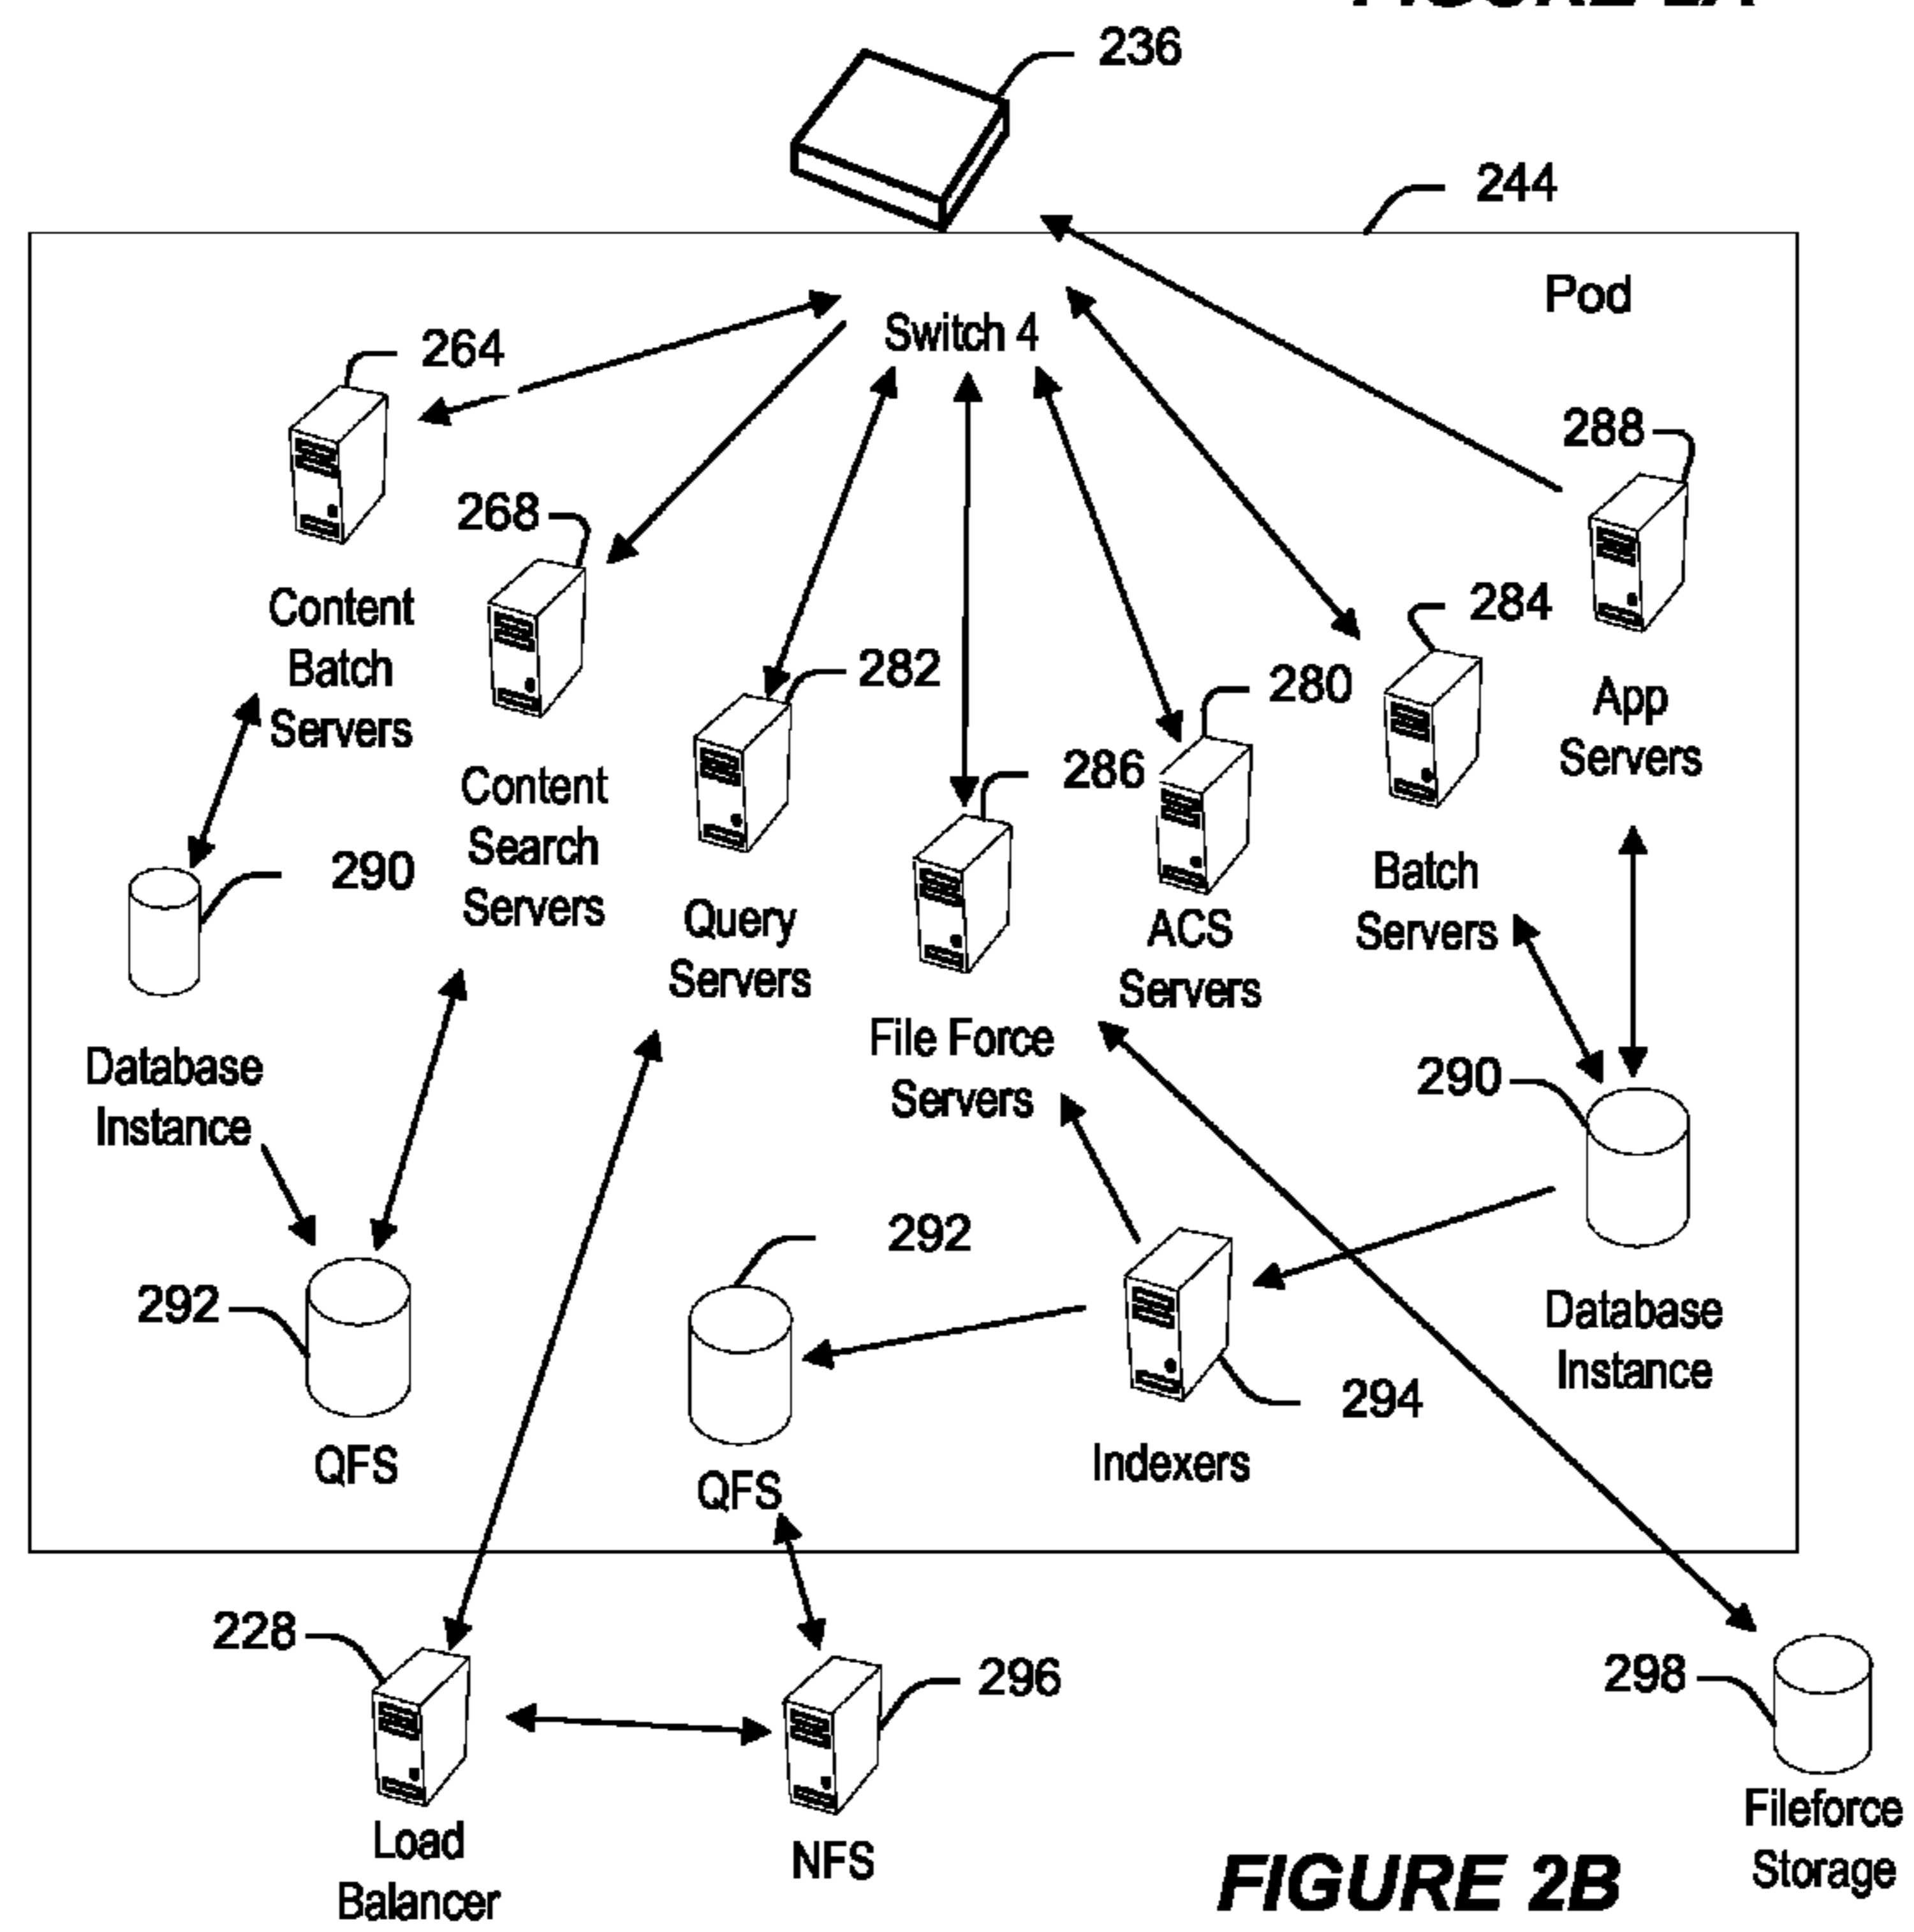 236
244
Pod
Switch 4
264
288
268
Content
Batch
Servers
284
282
280
App
Servers
286
Content
Search
Servers
290
Batch
Servers
Query
Servers
ACS
Servers
File Force
Servers
Database
Instance
290
292
292
Database
Instance
294
QFS
QFS
Indexers
228
296
298
Load
Balancer
NFS
Fileforce
Storage
FIGURE 2B